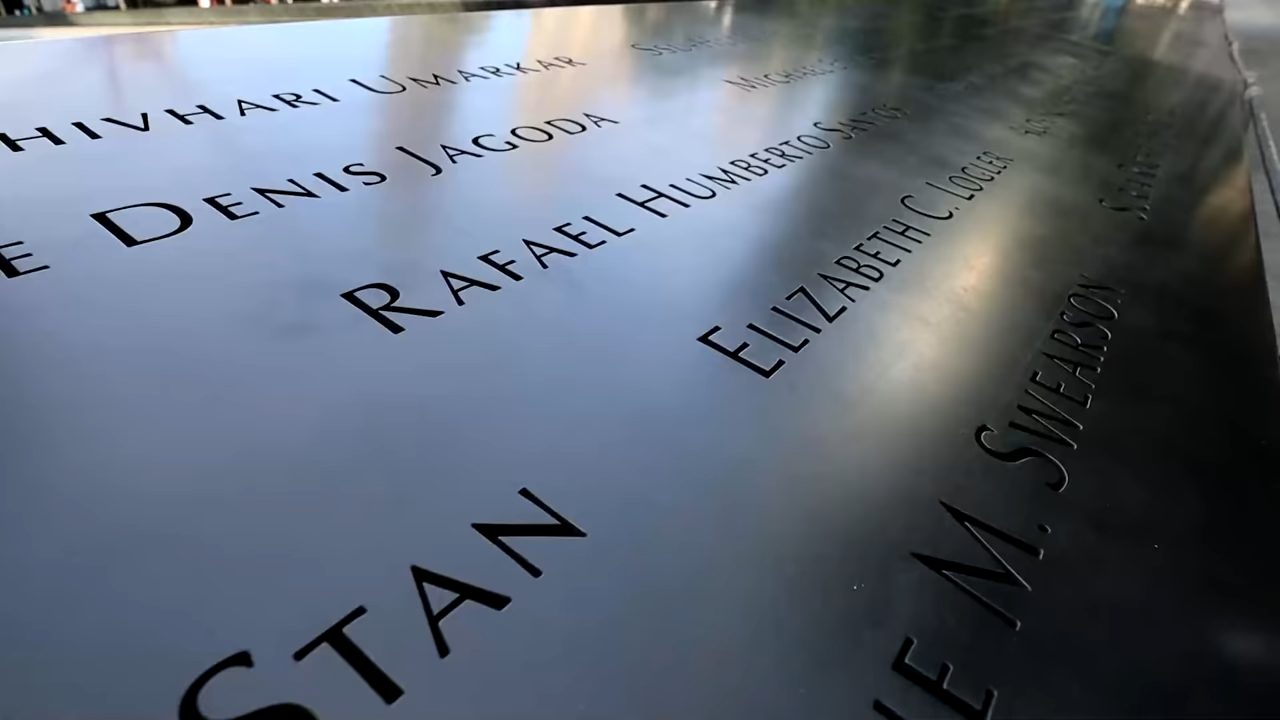 HIVHARI UMARKAR
E DENIS JAGODA
RAFAEL HUMBERTO SANTOS
ELIZABETH C. LOGLER
STAN
E M. SWEARSON